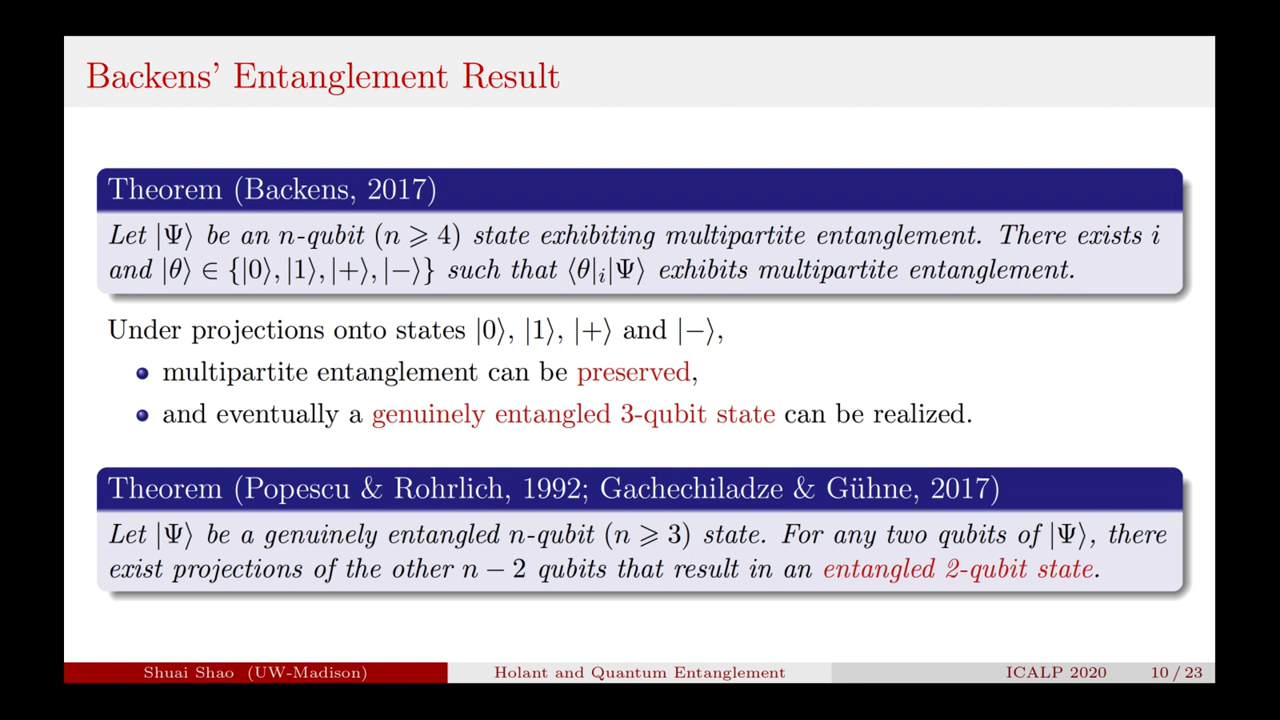 Backens’ Entanglement Result
Theorem (Backens, 2017)
Let |Ψ⟩ be an n-qubit (n ⩾ 4) state exhibiting multipartite entanglement. There exists i
and |θ⟩ ∈ {|0⟩, |1⟩, |+⟩, |−⟩} such that ⟨θ|ᵢ|Ψ⟩ exhibits multipartite entanglement.
Under projections onto states |0⟩, |1⟩, |+⟩ and |−⟩,
multipartite entanglement can be preserved,
and eventually a genuinely entangled 3-qubit state can be realized.
Theorem (Popescu & Rohrlich, 1992; Gachechiladze & Gühne, 2017)
Let |Ψ⟩ be a genuinely entangled n-qubit (n ⩾ 3) state. For any two qubits of |Ψ⟩, there
exist projections of the other n − 2 qubits that result in an entangled 2-qubit state.
Shuai Shao (UW-Madison) Holant and Quantum Entanglement ICALP 2020 10 / 23